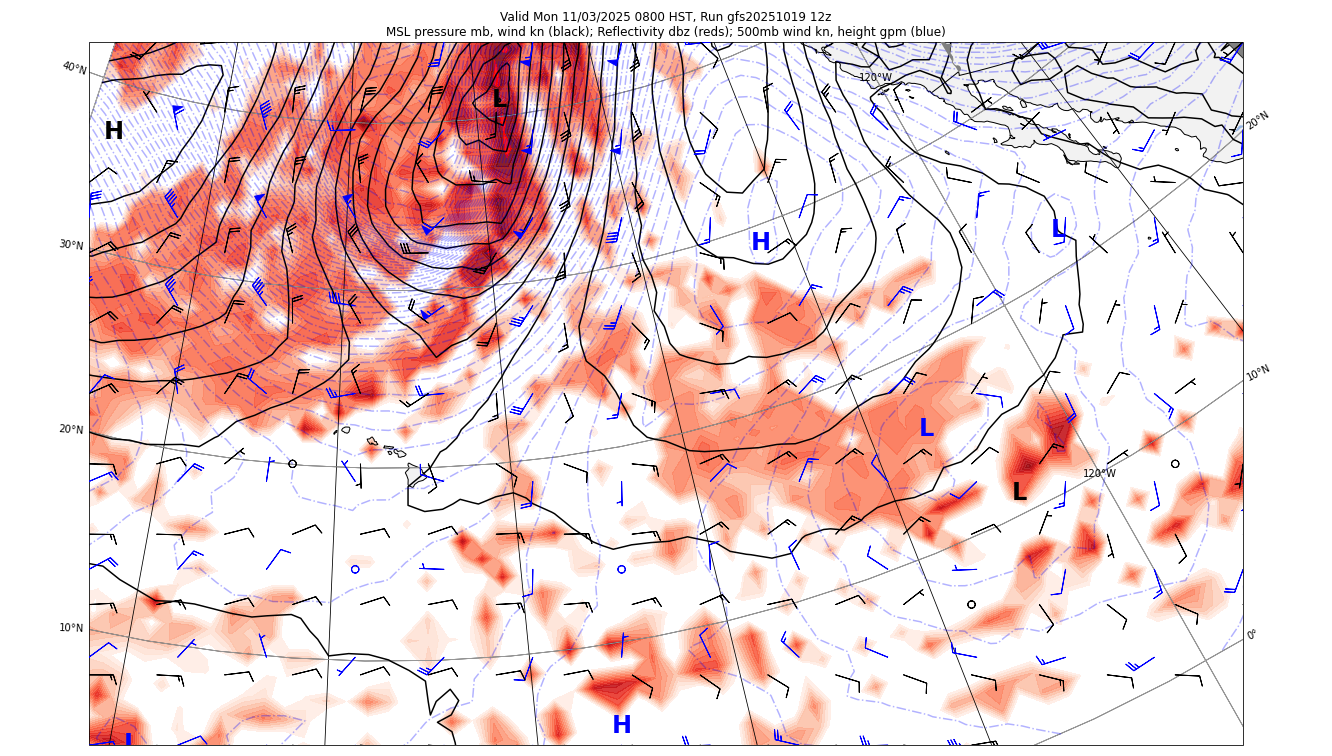 Valid Mon 11/03/2025 0800 HST, Run gfs20251019 12z
MSL pressure mb, wind kn (black); Reflectivity dbz (reds); 500mb wind kn, height gpm (blue)
40°N
120°W
L
20°N
H
30°N
H
L
10°N
20°N
L
120°W
L
10°N
0°
H
L